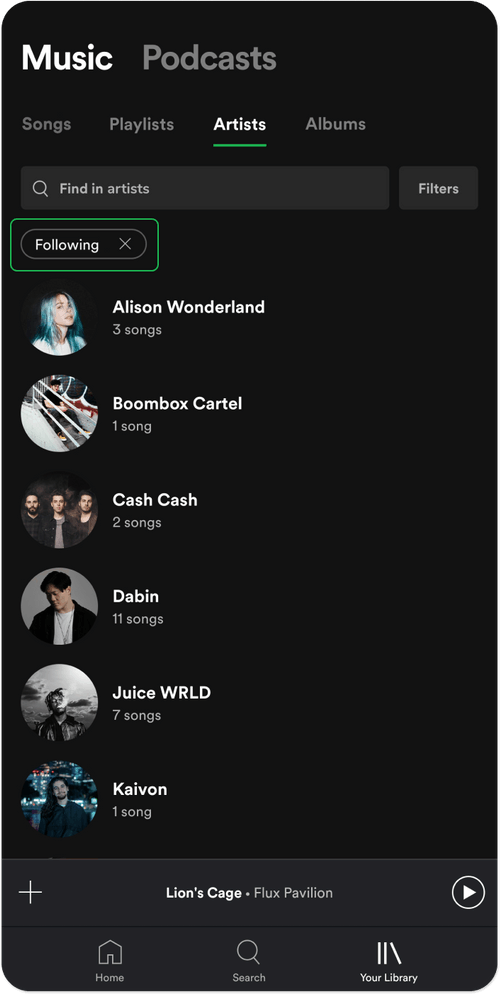 Music Podcasts
Songs Playlists Artists Albums
Find in artists Filters
Following
Alison Wonderland
3 songs
Boombox Cartel
1 song
Cash Cash
2 songs
Dabin
11 songs
Juice WRLD
7 songs
Kaivon
1 song
Lion's Cage • Flux Pavilion
Home Search Your Library